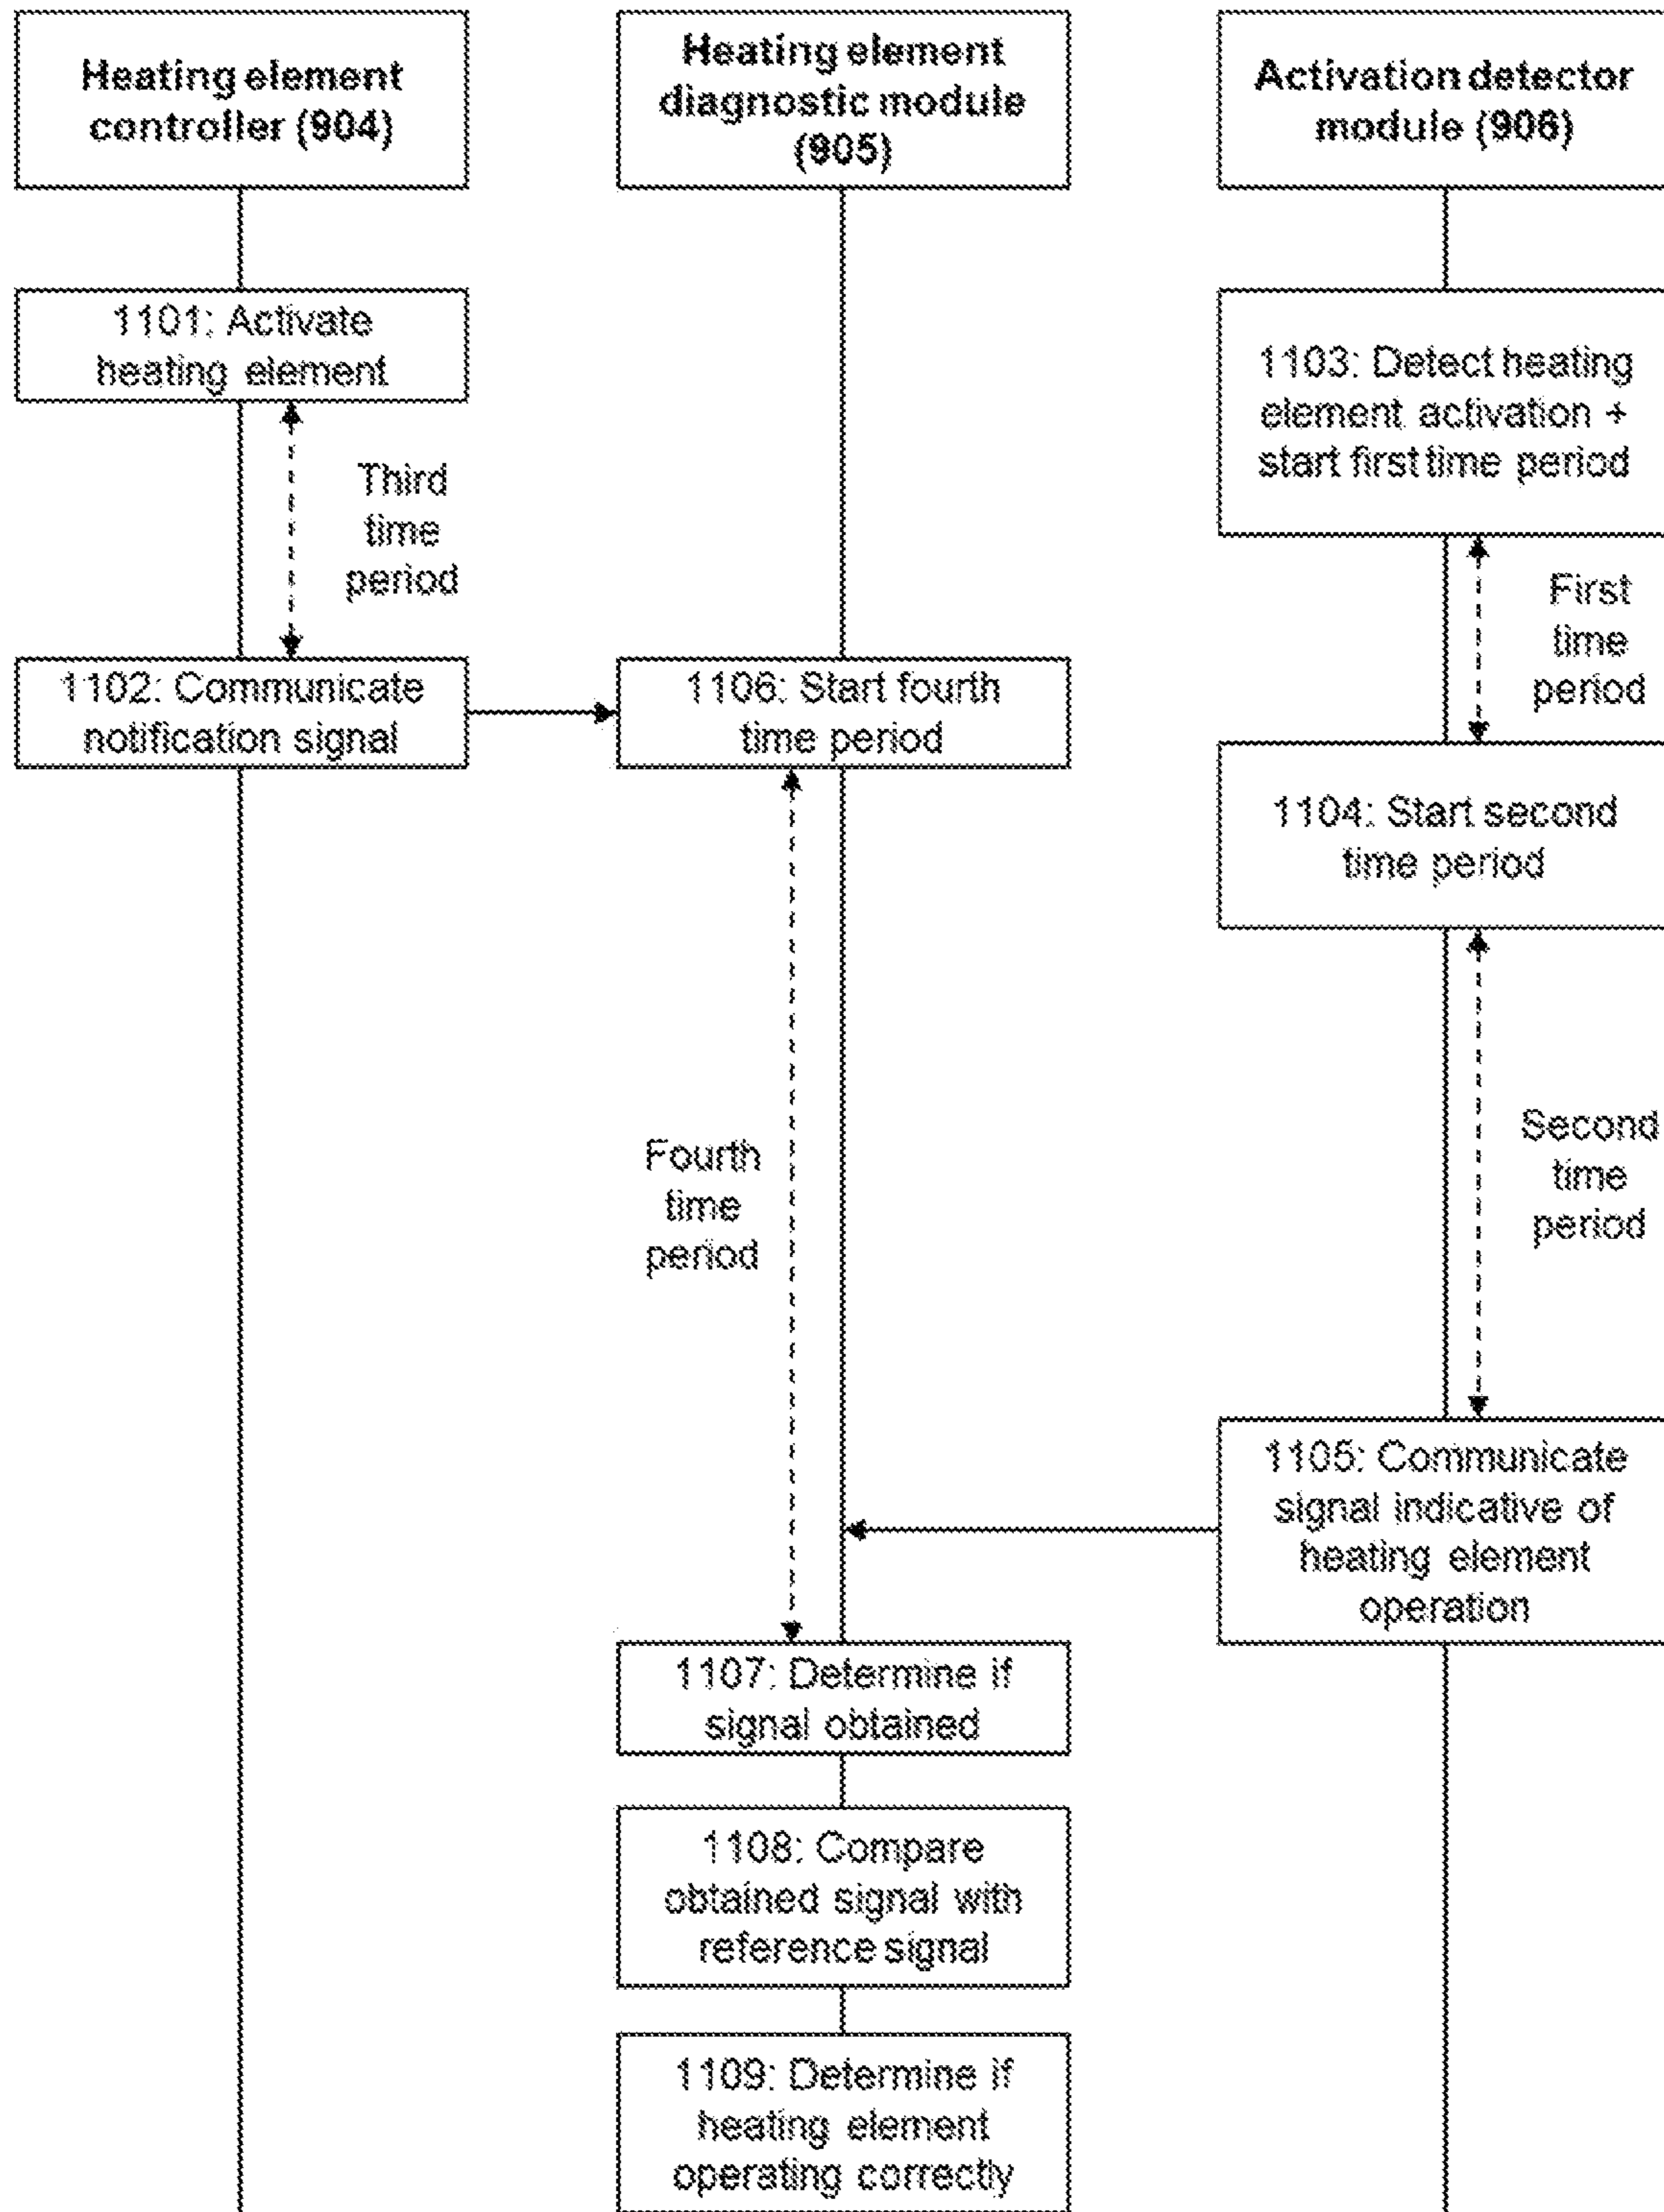 Heating element
controller (904)
Heating element
diagnostic module
(905)
Activation detector
module (906)
1101: Activate
heating element
1103: Detect heating
element activation +
start first time period
Third
time
period
First
time
period
1102: Communicate
notification signal
1106: Start fourth
time period
1104: Start second
time period
Fourth
time
period
Second
time
period
1105: Communicate
signal indicative of
heating element
operation
1107: Determine if
signal obtained
1108: Compare
obtained signal with
reference signal
1109: Determine if
heating element
operating correctly